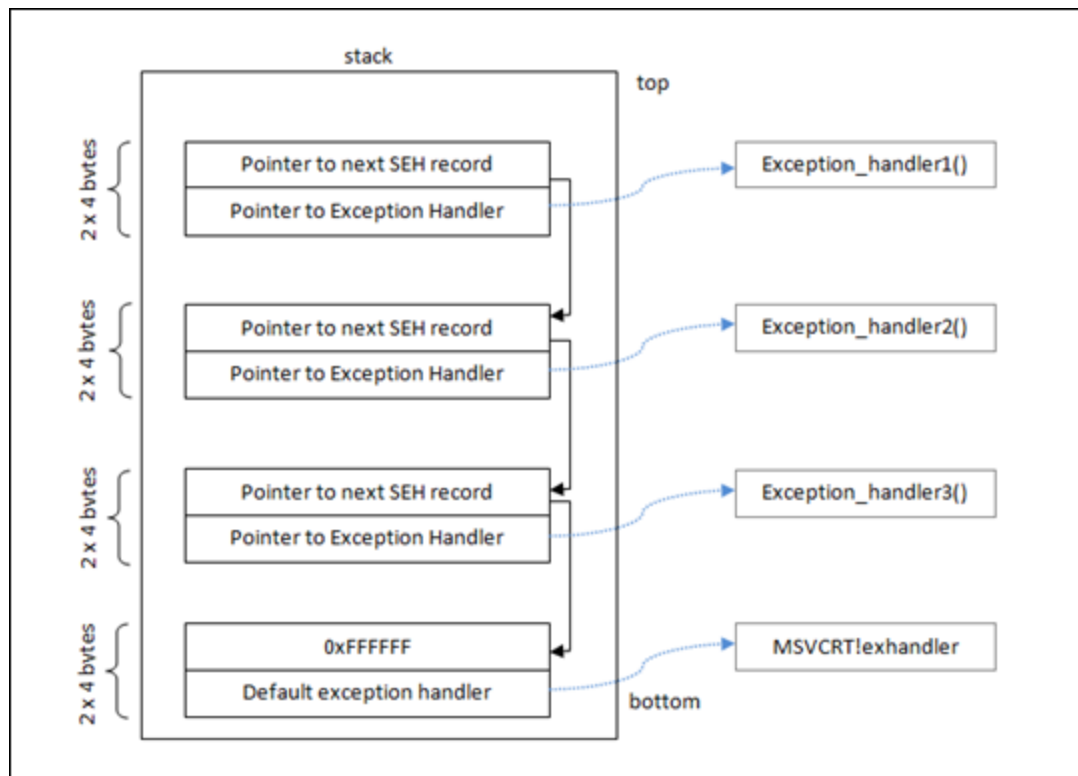 stack
top
2 x 4 bytes
Pointer to next SEH record
Pointer to Exception Handler
Exception_handler1()
2 x 4 bytes
Pointer to next SEH record
Pointer to Exception Handler
Exception_handler2()
2 x 4 bytes
Pointer to next SEH record
Pointer to Exception Handler
Exception_handler3()
2 x 4 bytes
0xFFFFFF
Default exception handler
MSVCRT!exhandler
bottom